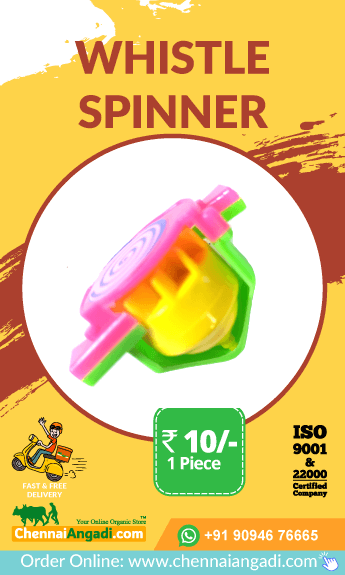 WHISTLE
SPINNER
₹ 10/-
1 Piece
ISO
9001
&
22000
Certified
Company
FAST & FREE
DELIVERY
Your Online Organic Store
ChennaiAngadi.com™
+91 90946 76665
Order Online: www.chennaiangadi.com